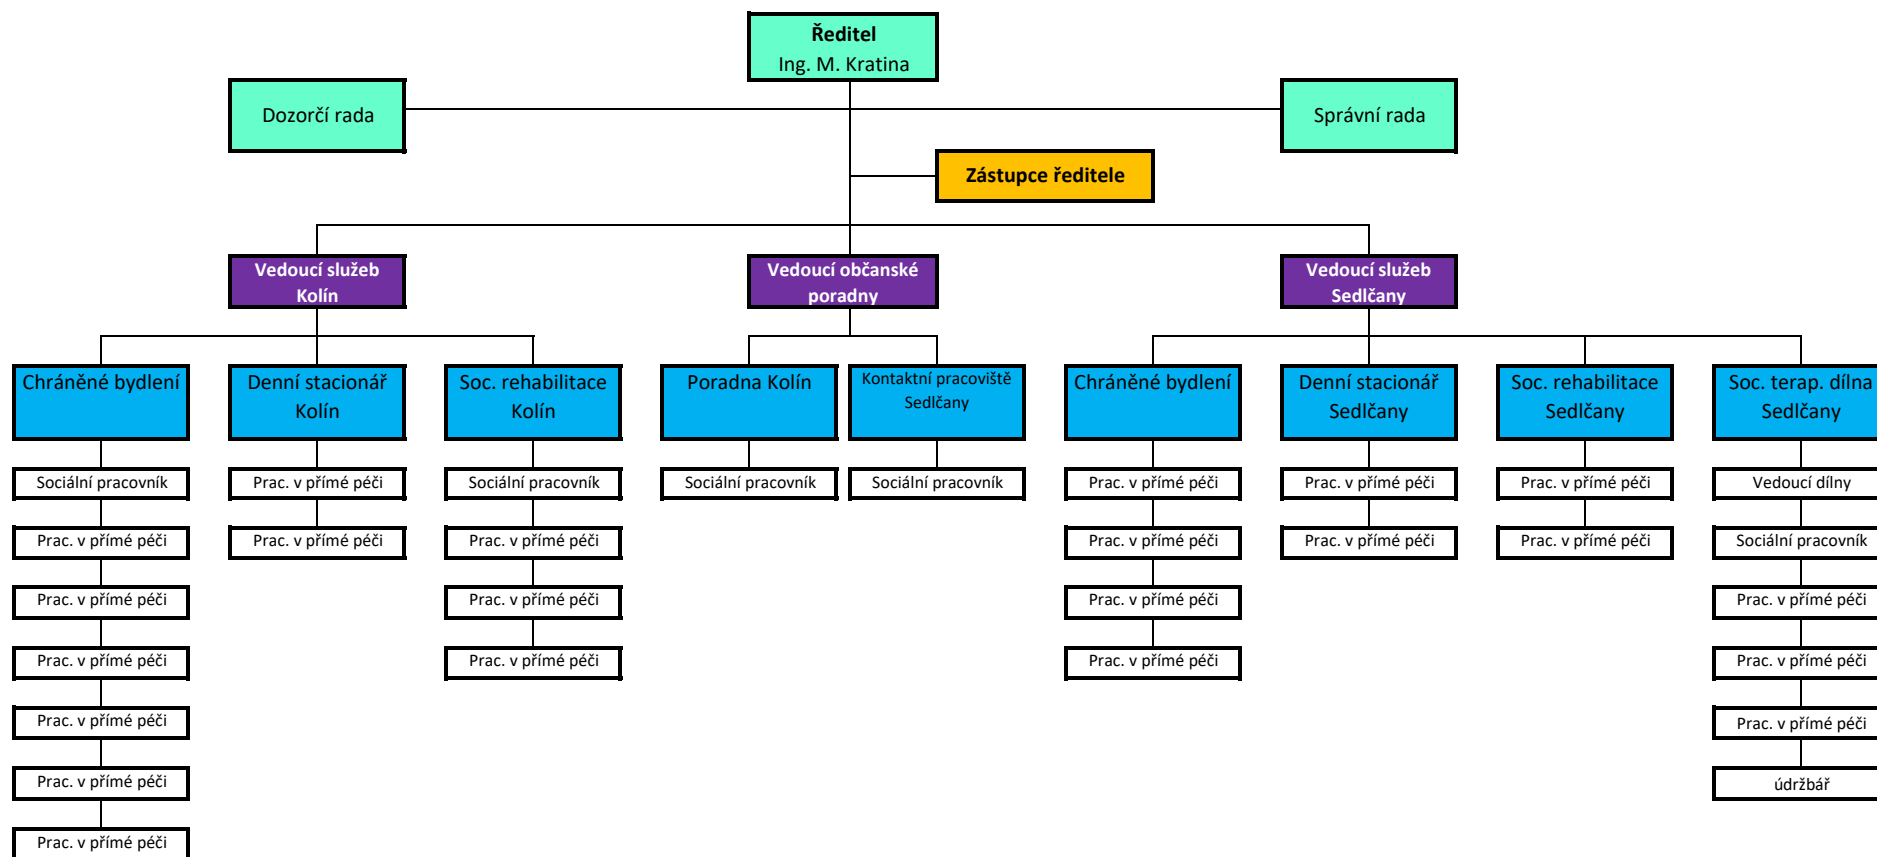 Ředitel
Ing. M. Kratina
Dozorčí rada
Správní rada
Zástupce ředitele
Vedoucí služeb
Kolín
Vedoucí občanské
poradny
Vedoucí služeb
Sedlčany
Chráněné bydlení
Denní stacionář
Kolín
Soc. rehabilitace
Kolín
Poradna Kolín
Kontaktní pracoviště
Sedlčany
Chráněné bydlení
Denní stacionář
Sedlčany
Soc. rehabilitace
Sedlčany
Soc. terap. dílna
Sedlčany
Sociální pracovník
Prac. v přímé péči
Sociální pracovník
Sociální pracovník
Sociální pracovník
Prac. v přímé péči
Prac. v přímé péči
Prac. v přímé péči
Vedoucí dílny
Prac. v přímé péči
Prac. v přímé péči
Prac. v přímé péči
Prac. v přímé péči
Prac. v přímé péči
Prac. v přímé péči
Sociální pracovník
Prac. v přímé péči
Prac. v přímé péči
Prac. v přímé péči
Prac. v přímé péči
Prac. v přímé péči
Prac. v přímé péči
Prac. v přímé péči
Prac. v přímé péči
Prac. v přímé péči
Prac. v přímé péči
Prac. v přímé péči
údržbář
Prac. v přímé péči